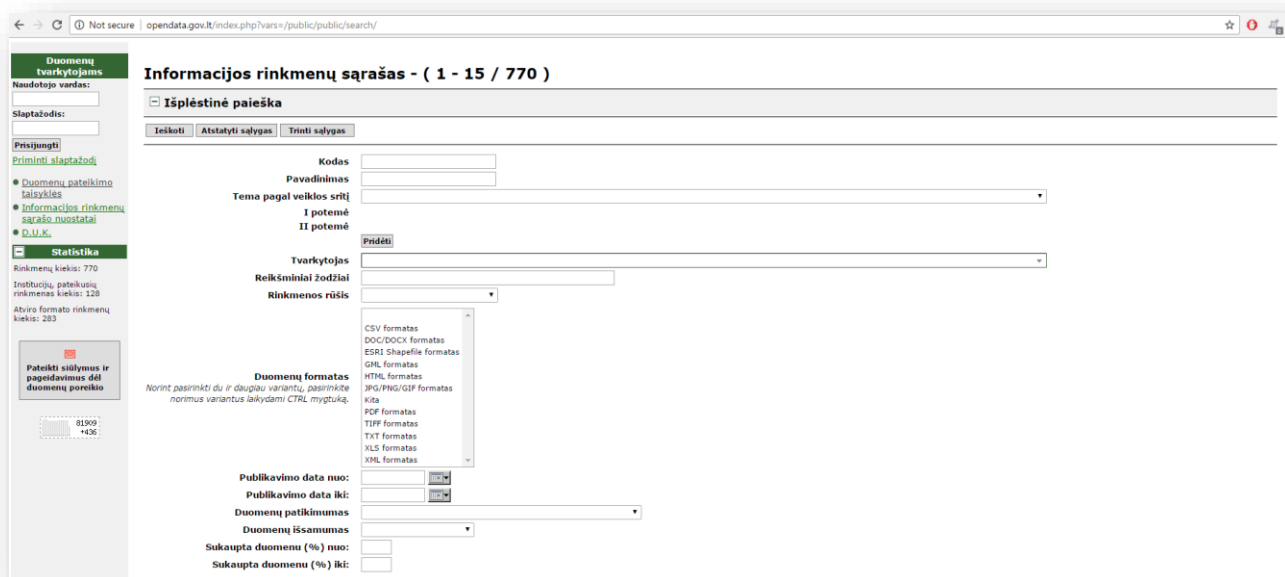 Not secure | opendata.gov.lt/index.php?vars=/public/public/search/
Duomenų
tvarkytojams
Naudotojo vardas:
Slaptažodis:
Prisijungti
Priminti slaptažodį
Duomenų pateikimo
taisyklės
Informacijos rinkmenų
sąrašo nuostatai
D.U.K.
Statistika
Rinkmenų kiekis: 770
Institucijų, pateikusių
rinkmenas kiekis: 128
Atviro formato rinkmenų
kiekis: 283
Pateikti siūlymus ir
pageidavimus dėl
duomenų poreikio
81909
+436
Informacijos rinkmenų sąrašas - ( 1 - 15 / 770 )
Išplėstinė paieška
Ieškoti Atstatyti sąlygas Trinti sąlygas
Kodas
Pavadinimas
Tema pagal veiklos sritį
I potemė
II potemė
Pridėti
Tvarkytojas
Reikšminiai žodžiai
Rinkmenos rūšis
Duomenų formatas
Norint pasirinkti du ir daugiau variantų, pasirinkite
norimus variantus laikydami CTRL mygtuką.
CSV formatas
DOC/DOCX formatas
ESRI Shapefile formatas
GML formatas
HTML formatas
JPG/PNG/GIF formatas
Kita
PDF formatas
TIFF formatas
TXT formatas
XLS formatas
XML formatas
Publikavimo data nuo:
Publikavimo data iki:
Duomenų patikimumas
Duomenų išsamumas
Sukaupta duomenu (%) nuo:
Sukaupta duomenu (%) iki: